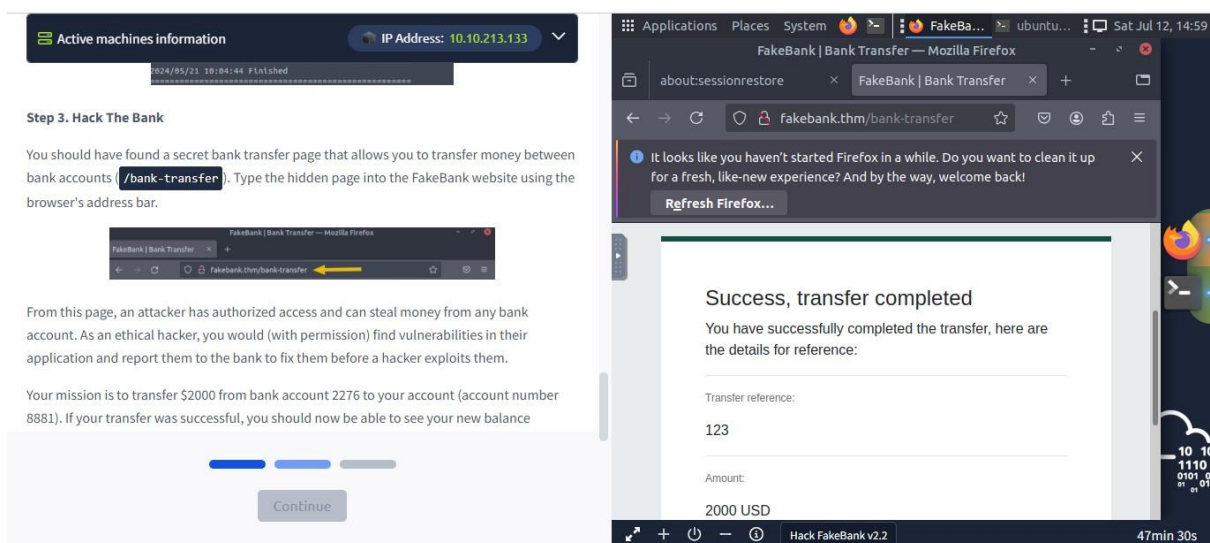 Active machines information
IP Address: 10.10.213.133
2024/05/21 10:04:44 Finished
===============================================================
Step 3. Hack The Bank
You should have found a secret bank transfer page that allows you to transfer money between
bank accounts ( /bank-transfer ). Type the hidden page into the FakeBank website using the
browser's address bar.
FakeBank | Bank Transfer — Mozilla Firefox
FakeBank | Bank Transfer × +
fakebank.thm/bank-transfer
From this page, an attacker has authorized access and can steal money from any bank
account. As an ethical hacker, you would (with permission) find vulnerabilities in their
application and report them to the bank to fix them before a hacker exploits them.
Your mission is to transfer $2000 from bank account 2276 to your account (account number
8881). If your transfer was successful, you should now be able to see your new balance
Continue
Applications Places System FakeBa... ubuntu... Sat Jul 12, 14:59
FakeBank | Bank Transfer — Mozilla Firefox
about:sessionrestore × FakeBank | Bank Transfer × +
fakebank.thm/bank-transfer
It looks like you haven't started Firefox in a while. Do you want to clean it up
for a fresh, like-new experience? And by the way, welcome back!
Refresh Firefox...
Success, transfer completed
You have successfully completed the transfer, here are
the details for reference:
Transfer reference:
123
Amount:
2000 USD
10 10
1110
0101
01 01
01
Hack FakeBank v2.2
47min 30s